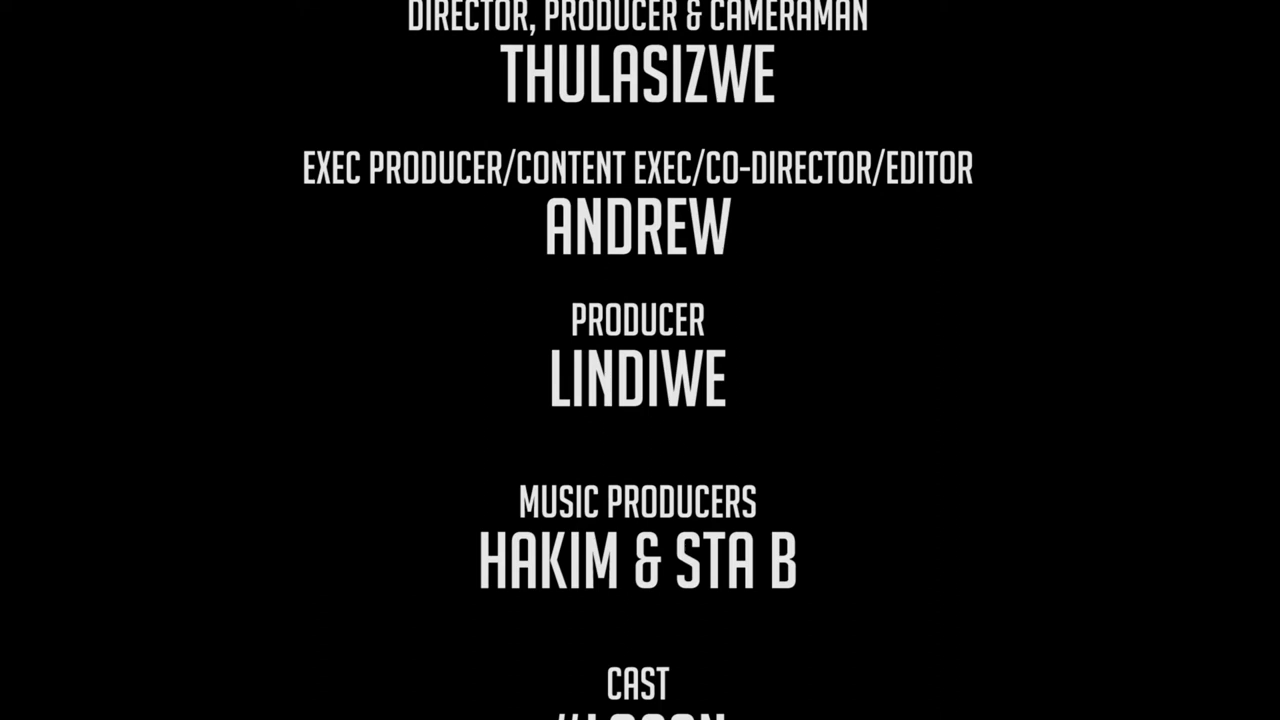 DIRECTOR, PRODUCER & CAMERAMAN
THULASIZWE
EXEC PRODUCER/CONTENT EXEC/CO-DIRECTOR/EDITOR
ANDREW
PRODUCER
LINDIWE
MUSIC PRODUCERS
HAKIM & STA B
CAST